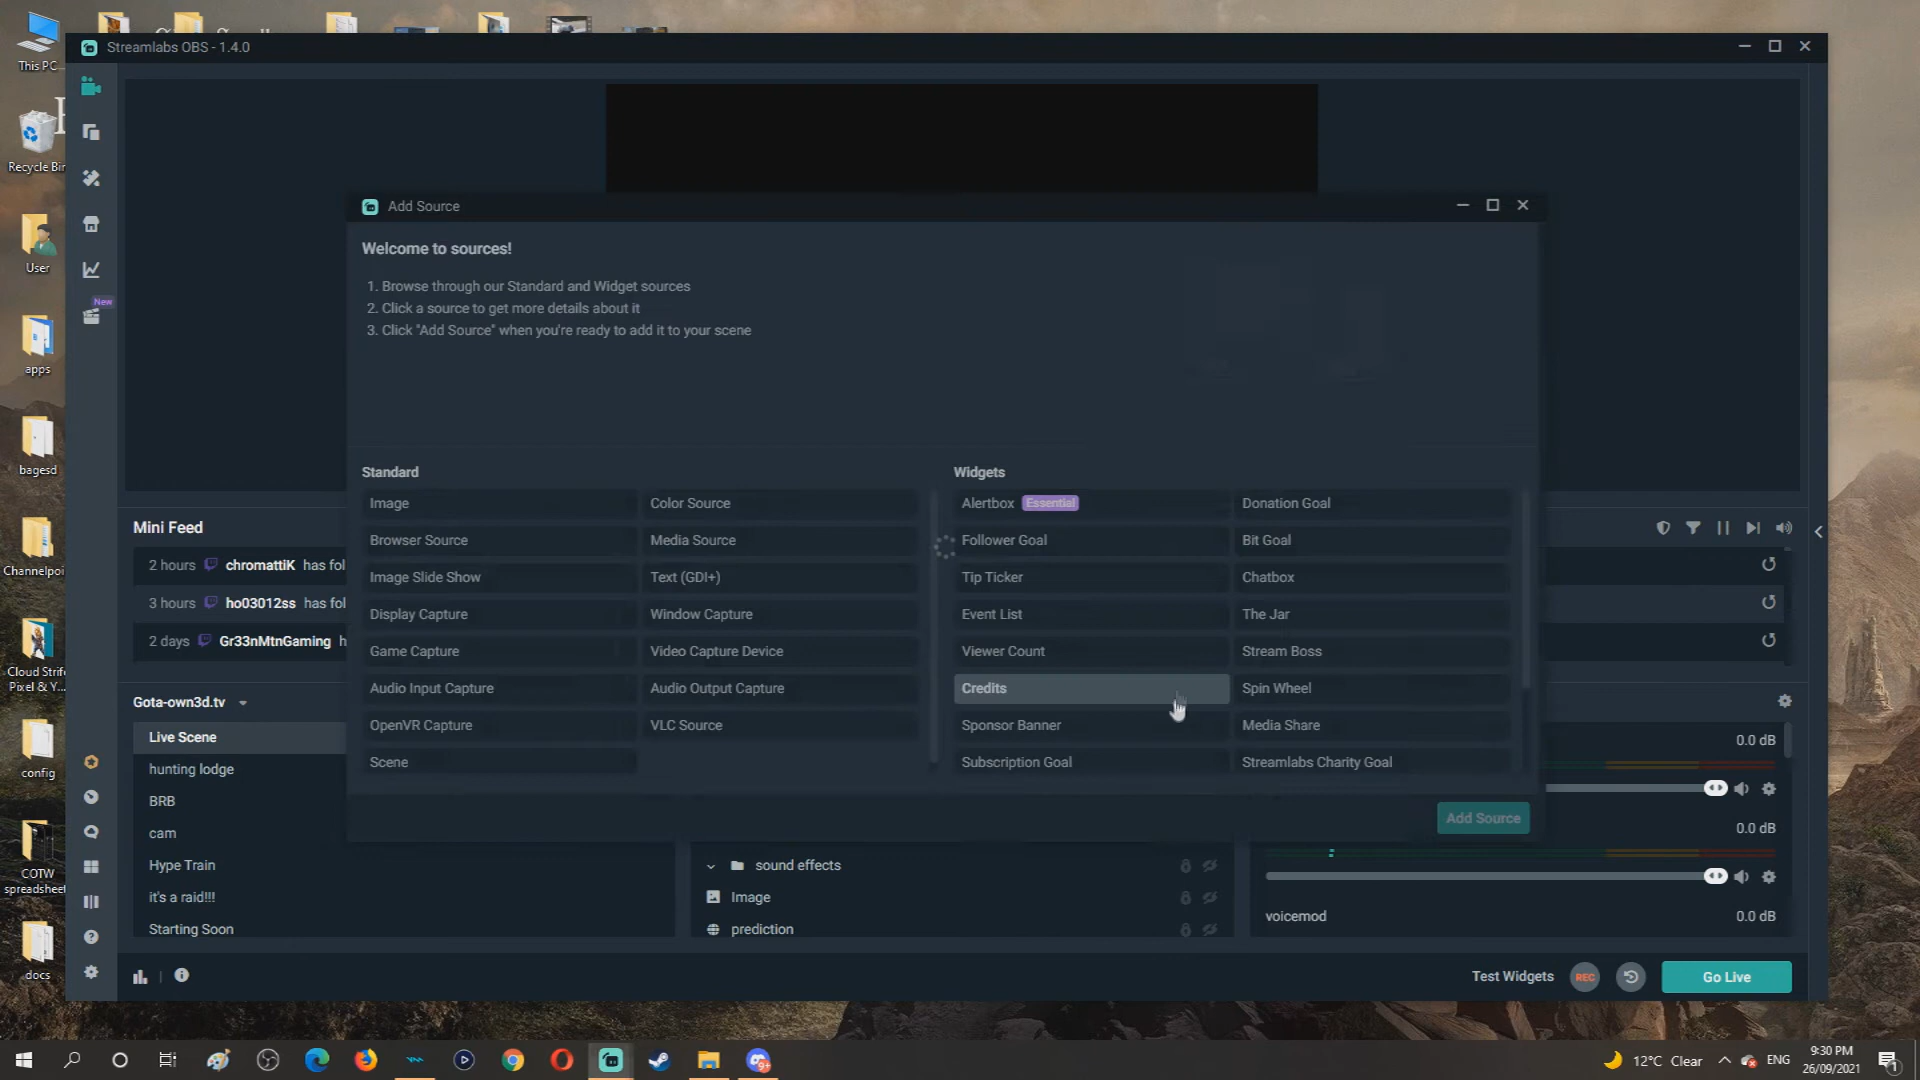 This PC
Recycle Bin
User
apps
bagesd
Channelpoi
Cloud Strife
Pixel & Y...
config
COTW
spreadsheet
docs
Streamlabs OBS - 1.4.0
New
Add Source
Welcome to sources!
1. Browse through our Standard and Widget sources
2. Click a source to get more details about it
3. Click "Add Source" when you're ready to add it to your scene
Standard
Image
Color Source
Browser Source
Media Source
Image Slide Show
Text (GDI+)
Display Capture
Window Capture
Game Capture
Video Capture Device
Audio Input Capture
Audio Output Capture
OpenVR Capture
VLC Source
Scene
Widgets
Alertbox Essential
Donation Goal
Follower Goal
Bit Goal
Tip Ticker
Chatbox
Event List
The Jar
Viewer Count
Stream Boss
Credits
Spin Wheel
Sponsor Banner
Media Share
Subscription Goal
Streamlabs Charity Goal
Add Source
Mini Feed
2 hours chromattiK has fol
3 hours ho03012ss has fol
2 days Gr33nMtnGaming h
Gota-own3d.tv
Live Scene
hunting lodge
BRB
cam
Hype Train
it's a raid!!!
Starting Soon
sound effects
Image
prediction
0.0 dB
0.0 dB
voicemod 0.0 dB
Test Widgets
REC
Go Live
9+
12°C Clear
ENG
9:30 PM
26/09/2021
1